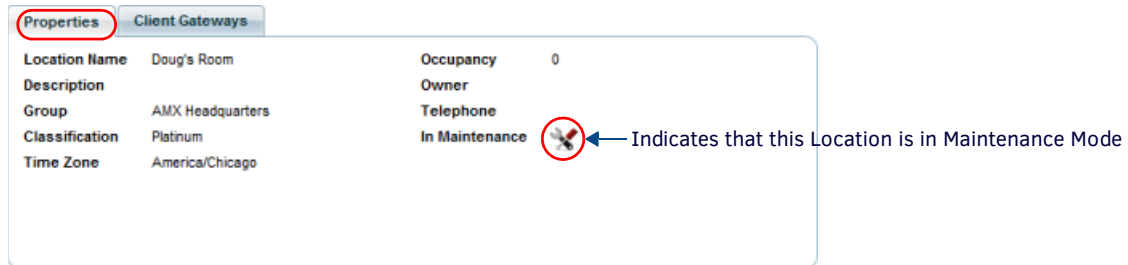 Properties Client Gateways
Location Name Doug's Room Occupancy 0
Description Owner
Group AMX Headquarters Telephone
Classification Platinum In Maintenance Indicates that this Location is in Maintenance Mode
Time Zone America/Chicago